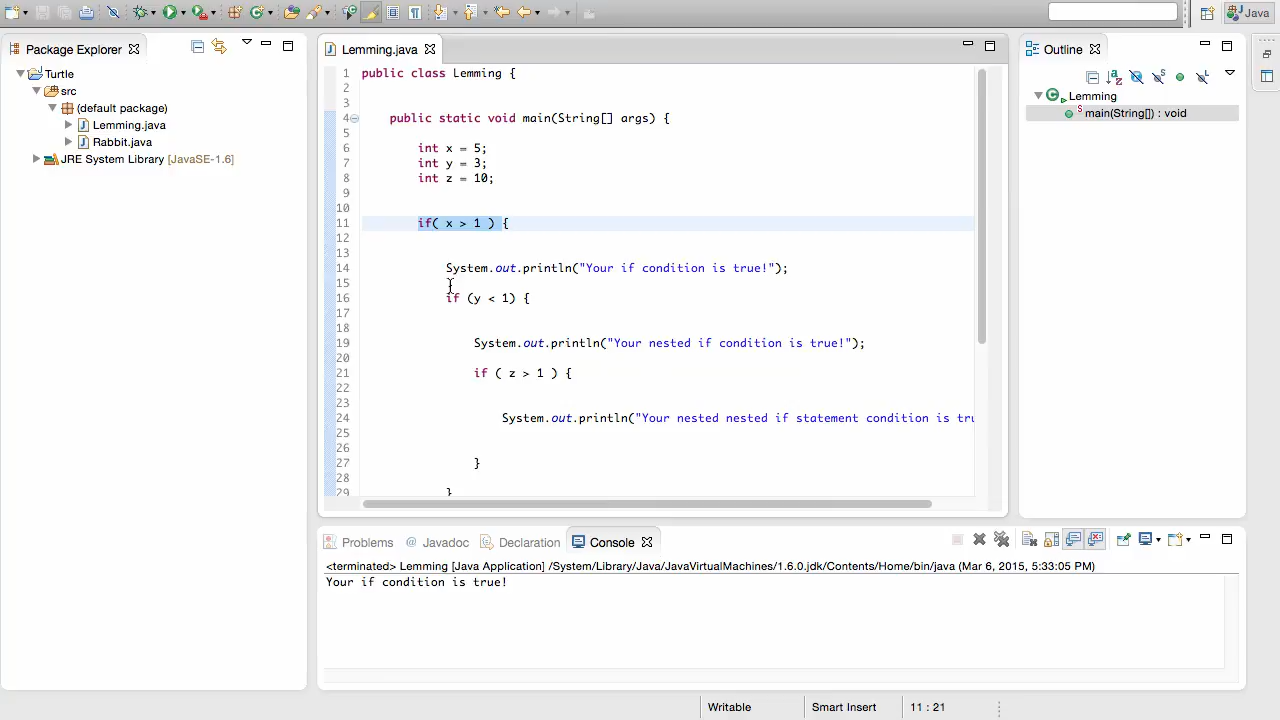 Java
Package Explorer
Turtle
src
(default package)
Lemming.java
Rabbit.java
JRE System Library [JavaSE-1.6]
Lemming.java
1 public class Lemming {
2
3
4 public static void main(String[] args) {
5
6 int x = 5;
7 int y = 3;
8 int z = 10;
9
10
11 if( x > 1 ) {
12
13
14 System.out.println("Your if condition is true!");
15
16 if (y < 1) {
17
18
19 System.out.println("Your nested if condition is true!");
20
21 if ( z > 1 ) {
22
23
24 System.out.println("Your nested nested if statement condition is tru
25
26
27 }
28
29 }
Outline
Lemming
main(String[]) : void
Problems @ Javadoc Declaration Console
<terminated> Lemming [Java Application] /System/Library/Java/JavaVirtualMachines/1.6.0.jdk/Contents/Home/bin/java (Mar 6, 2015, 5:33:05 PM)
Your if condition is true!
Writable Smart Insert 11 : 21